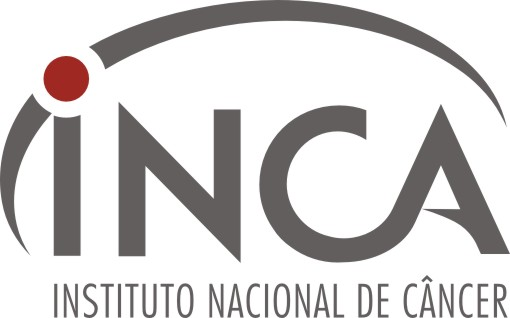 iNCA
INSTITUTO NACIONAL DE CÂNCER